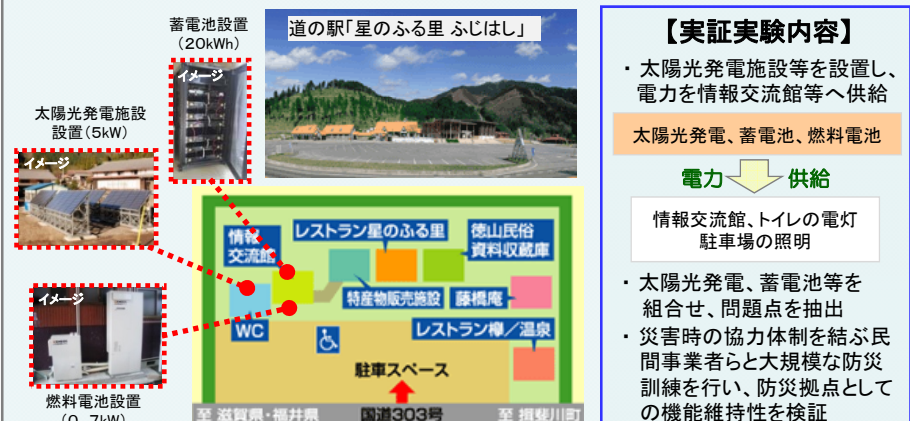 蓄電池設置
（20kWh）
イメージ
道の駅「星のふる里 ふじはし」
太陽光発電施設
設置（5kW）
イメージ
イメージ
燃料電池設置
（0.7kW）
情報
交流館
レストラン星のふる里
徳山民俗
資料収蔵庫
特産物販売施設
藤橋庵
WC
レストラン欅／温泉
駐車スペース
至 滋賀県・福井県
国道303号
至 揖斐川町
【実証実験内容】
・太陽光発電施設等を設置し、
電力を情報交流館等へ供給
太陽光発電、蓄電池、燃料電池
電力 供給
情報交流館、トイレの電灯
駐車場の照明
・太陽光発電、蓄電池等を
組合せ、問題点を抽出
・災害時の協力体制を結ぶ民
間事業者らと大規模な防災
訓練を行い、防災拠点として
の機能維持性を検証